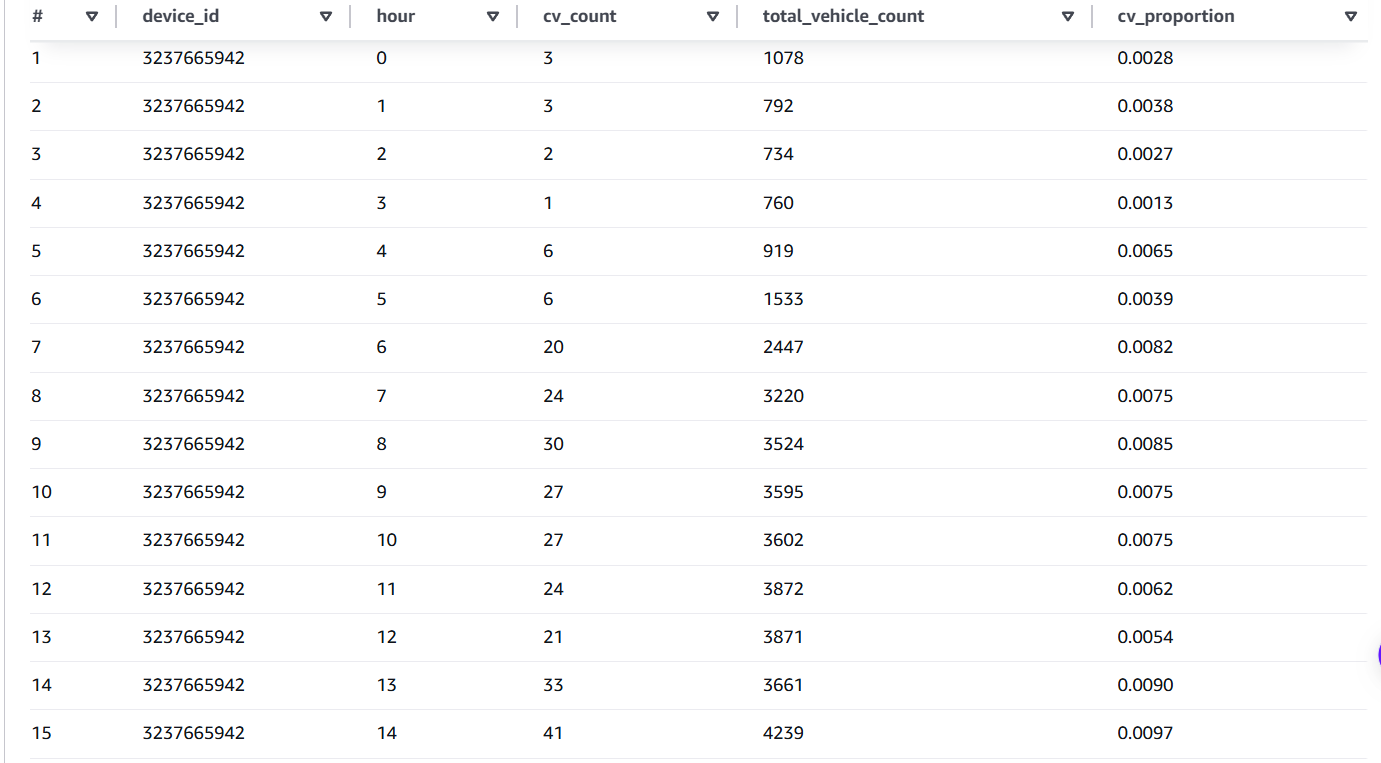 # device_id hour cv_count total_vehicle_count cv_proportion
1 3237665942 0 3 1078 0.0028
2 3237665942 1 3 792 0.0038
3 3237665942 2 2 734 0.0027
4 3237665942 3 1 760 0.0013
5 3237665942 4 6 919 0.0065
6 3237665942 5 6 1533 0.0039
7 3237665942 6 20 2447 0.0082
8 3237665942 7 24 3220 0.0075
9 3237665942 8 30 3524 0.0085
10 3237665942 9 27 3595 0.0075
11 3237665942 10 27 3602 0.0075
12 3237665942 11 24 3872 0.0062
13 3237665942 12 21 3871 0.0054
14 3237665942 13 33 3661 0.0090
15 3237665942 14 41 4239 0.0097